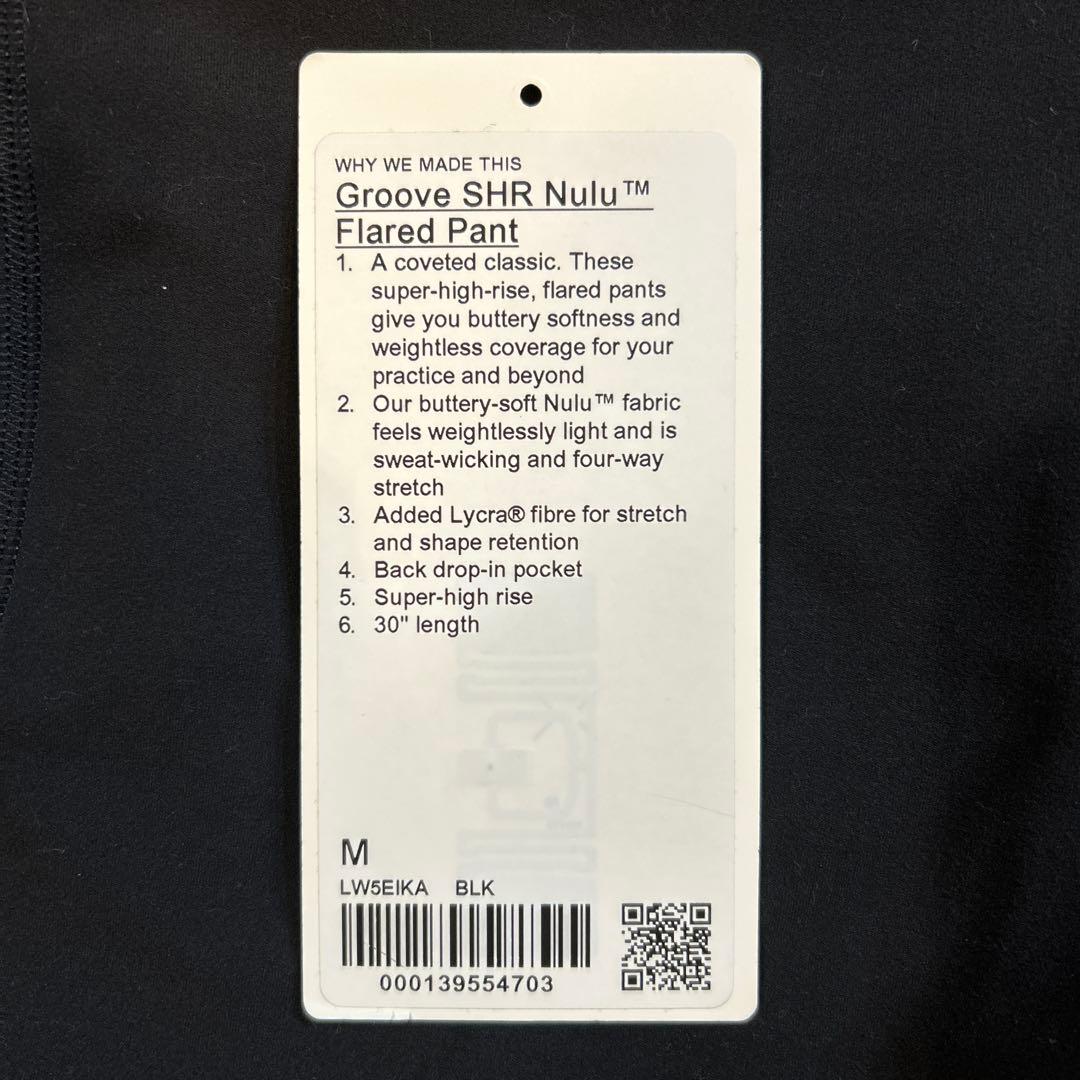 WHY WE MADE THIS
Groove SHR Nulu™
Flared Pant
1. A coveted classic. These
super-high-rise, flared pants
give you buttery softness and
weightless coverage for your
practice and beyond
2. Our buttery-soft Nulu™ fabric
feels weightlessly light and is
sweat-wicking and four-way
stretch
3. Added Lycra® fibre for stretch
and shape retention
4. Back drop-in pocket
5. Super-high rise
6. 30" length
M
LW5EIKA BLK
000139554703